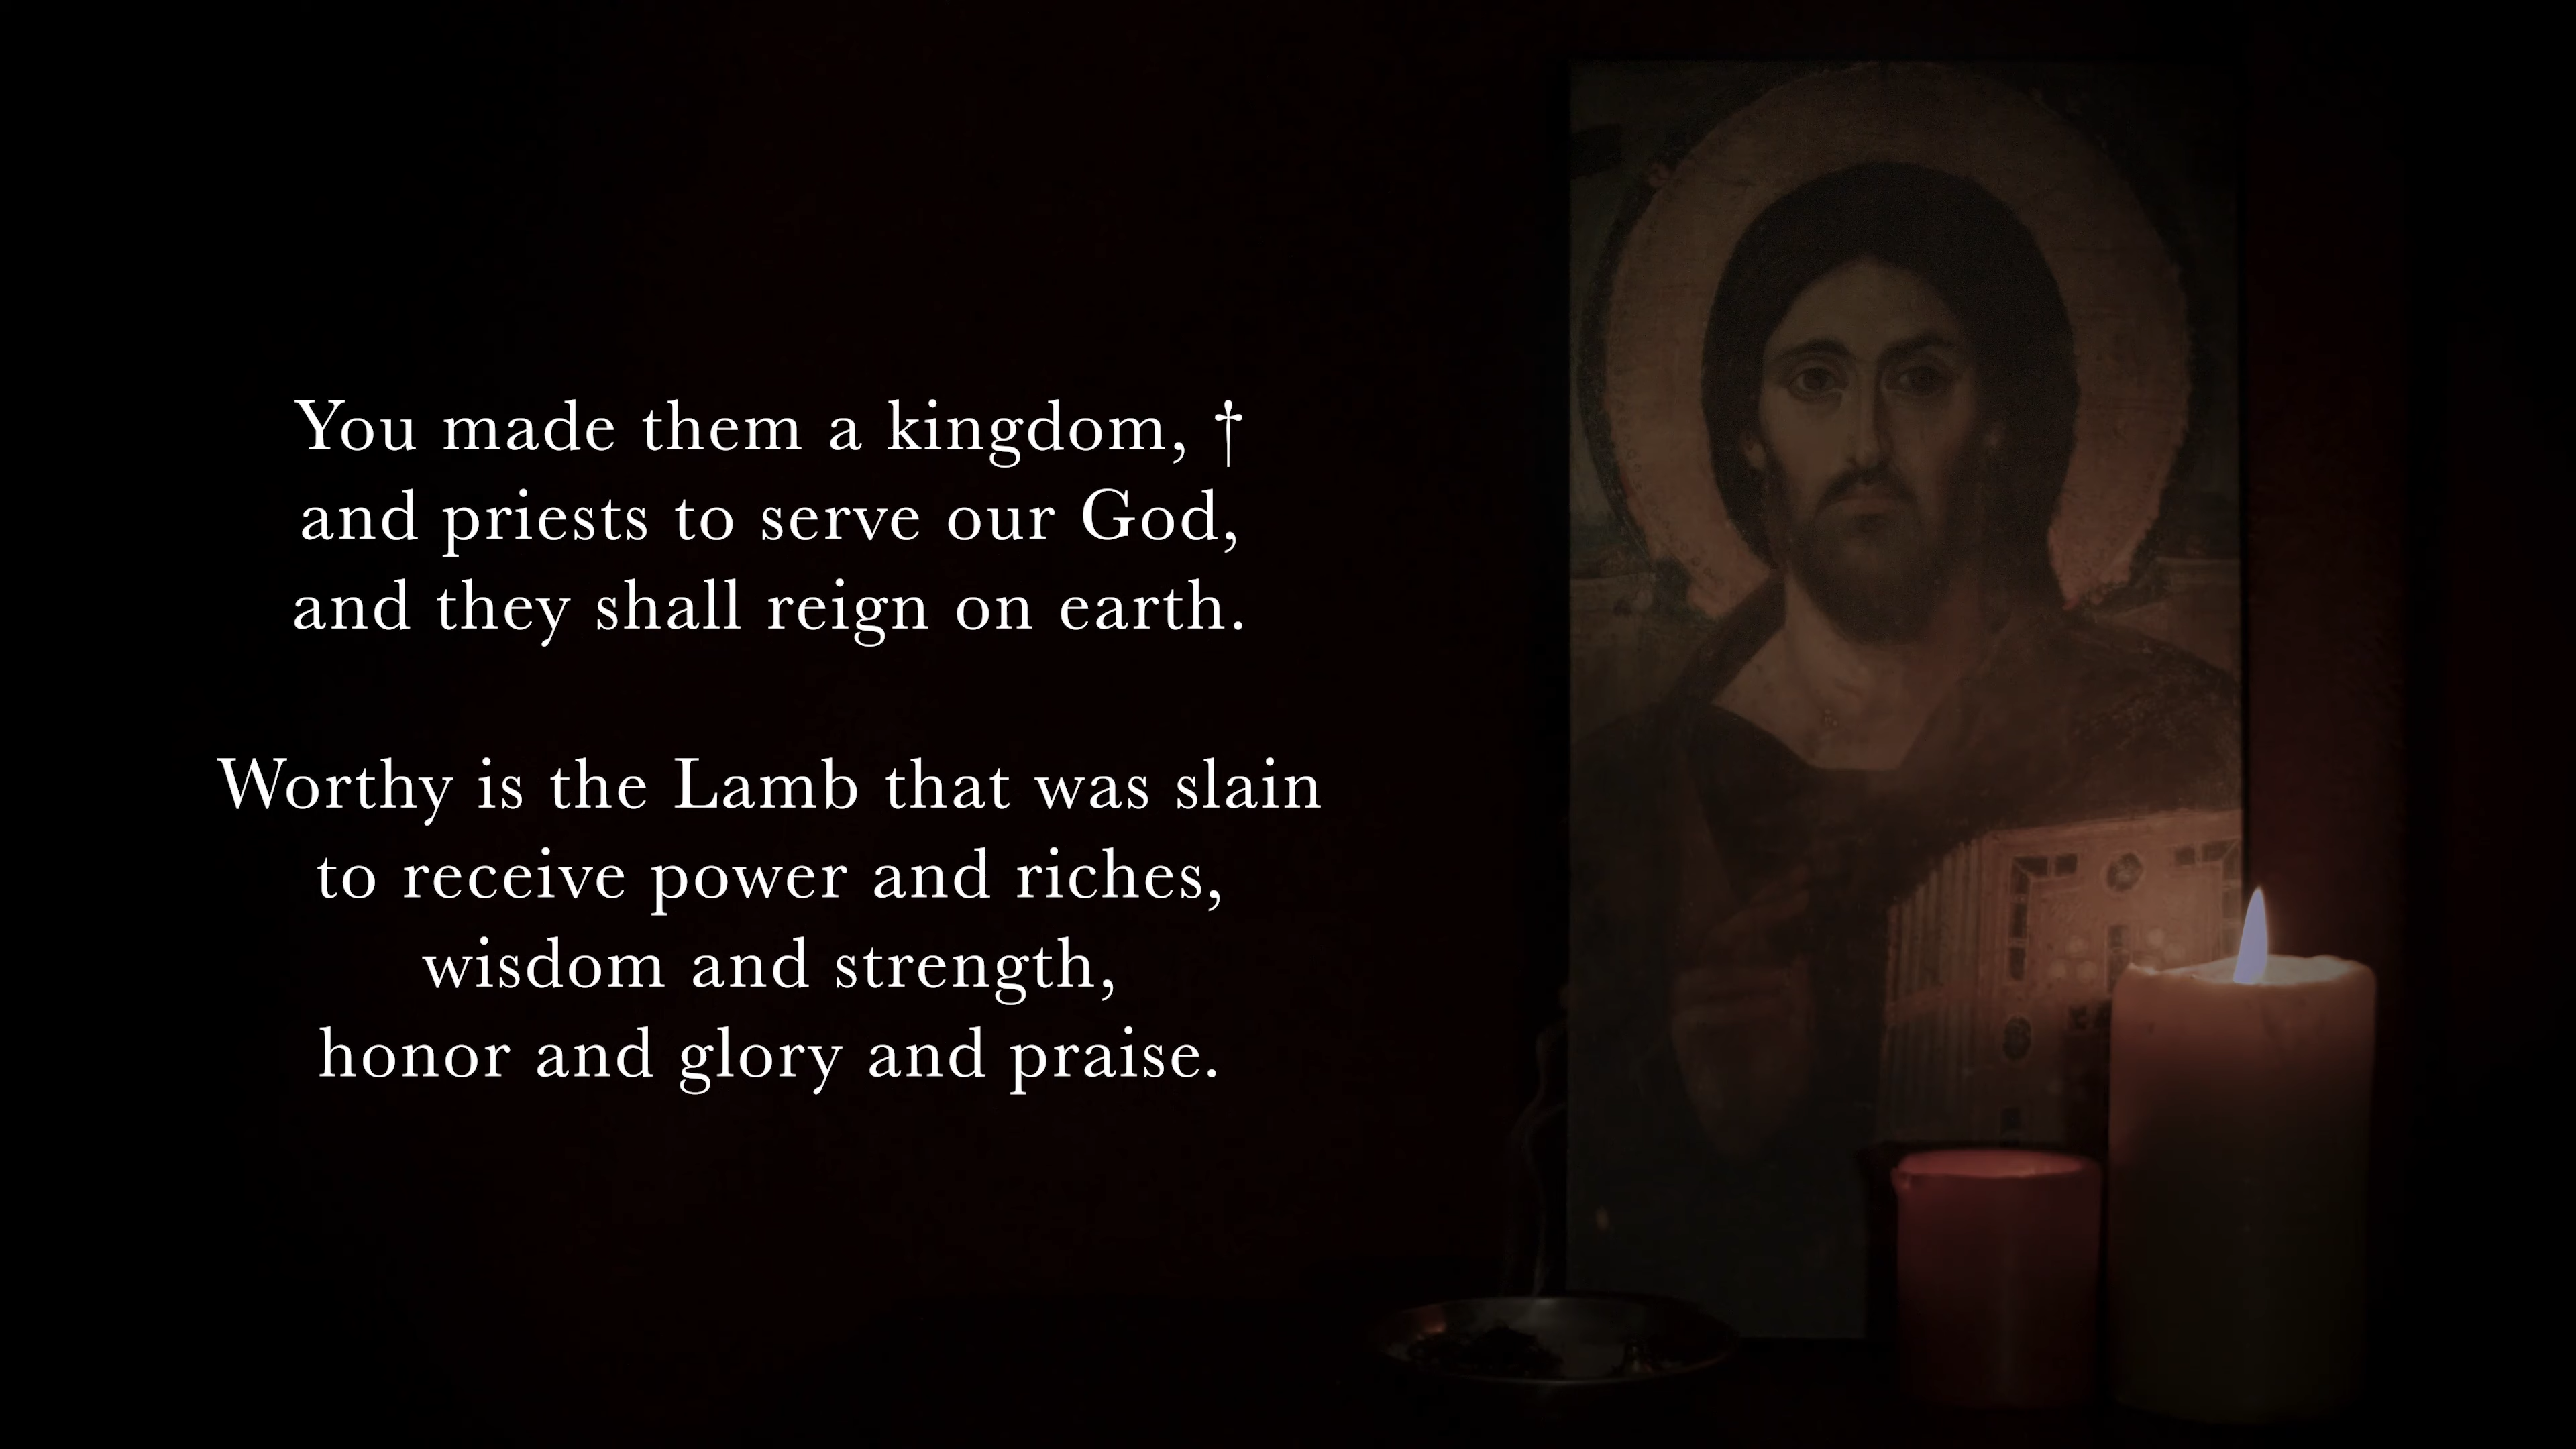 You made them a kingdom, †
and priests to serve our God,
and they shall reign on earth.
Worthy is the Lamb that was slain
to receive power and riches,
wisdom and strength,
honor and glory and praise.